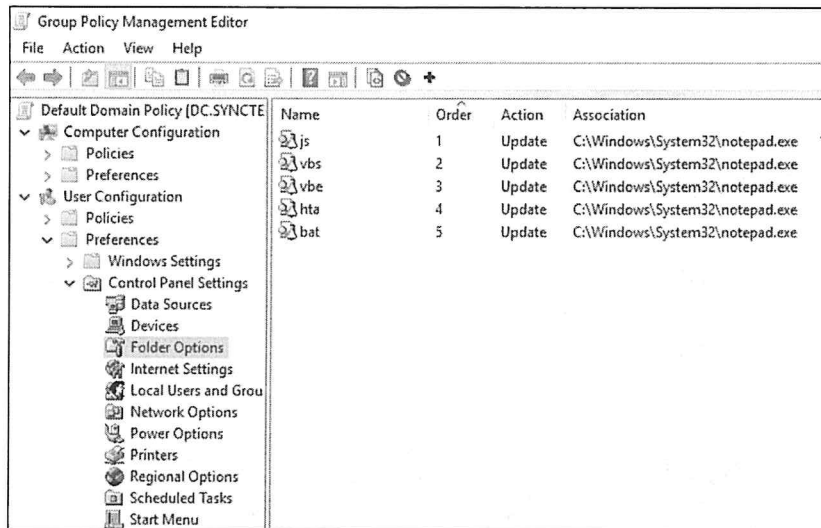 Group Policy Management Editor
File Action View Help
Default Domain Policy [DC.SYNCTE
Computer Configuration
Policies
Preferences
User Configuration
Policies
Preferences
Windows Settings
Control Panel Settings
Data Sources
Devices
Folder Options
Internet Settings
Local Users and Grou
Network Options
Power Options
Printers
Regional Options
Scheduled Tasks
Start Menu
Name Order Action Association
js 1 Update C:\Windows\System32\notepad.exe
vbs 2 Update C:\Windows\System32\notepad.exe
vbe 3 Update C:\Windows\System32\notepad.exe
hta 4 Update C:\Windows\System32\notepad.exe
bat 5 Update C:\Windows\System32\notepad.exe